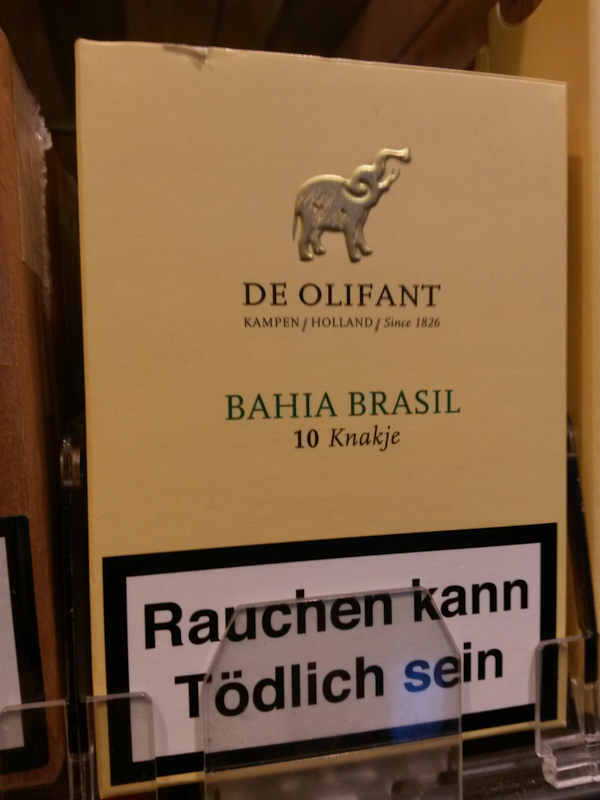 DE OLIFANT
KAMPEN / HOLLAND / Since 1826
BAHIA BRASIL
10 Knakje
Rauchen kann
Tödlich sein